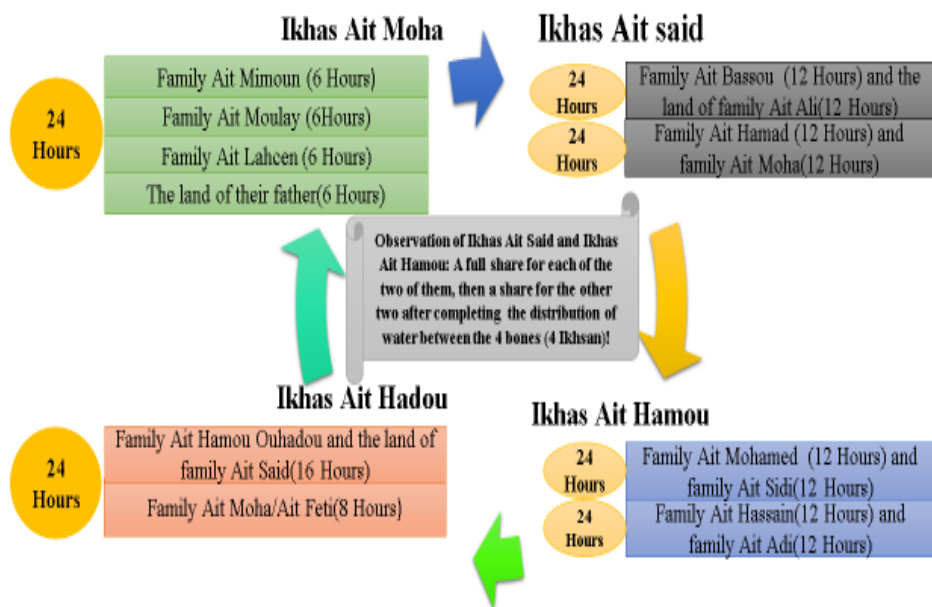 Ikhas Ait Moha
24
Hours
Family Ait Mimoun (6 Hours)
Family Ait Moulay (6Hours)
Family Ait Lahcen (6 Hours)
The land of their father(6 Hours)
Ikhas Ait said
24
Hours
Family Ait Bassou (12 Hours) and the
land of family Ait Ali(12 Hours)
24
Hours
Family Ait Hamad (12 Hours) and
family Ait Moha(12 Hours)
Observation of Ikhas Ait Said and Ikhas
Ait Hamou: A full share for each of the
two of them, then a share for the other
two after completing the distribution of
water between the 4 bones (4 Ikhsan)!
Ikhas Ait Hadou
24
Hours
Family Ait Hamou Ouhadou and the land of
family Ait Said(16 Hours)
Family Ait Moha/Ait Feti(8 Hours)
Ikhas Ait Hamou
24
Hours
Family Ait Mohamed (12 Hours) and
family Ait Sidi(12 Hours)
24
Hours
Family Ait Hassain(12 Hours) and
family Ait Adi(12 Hours)